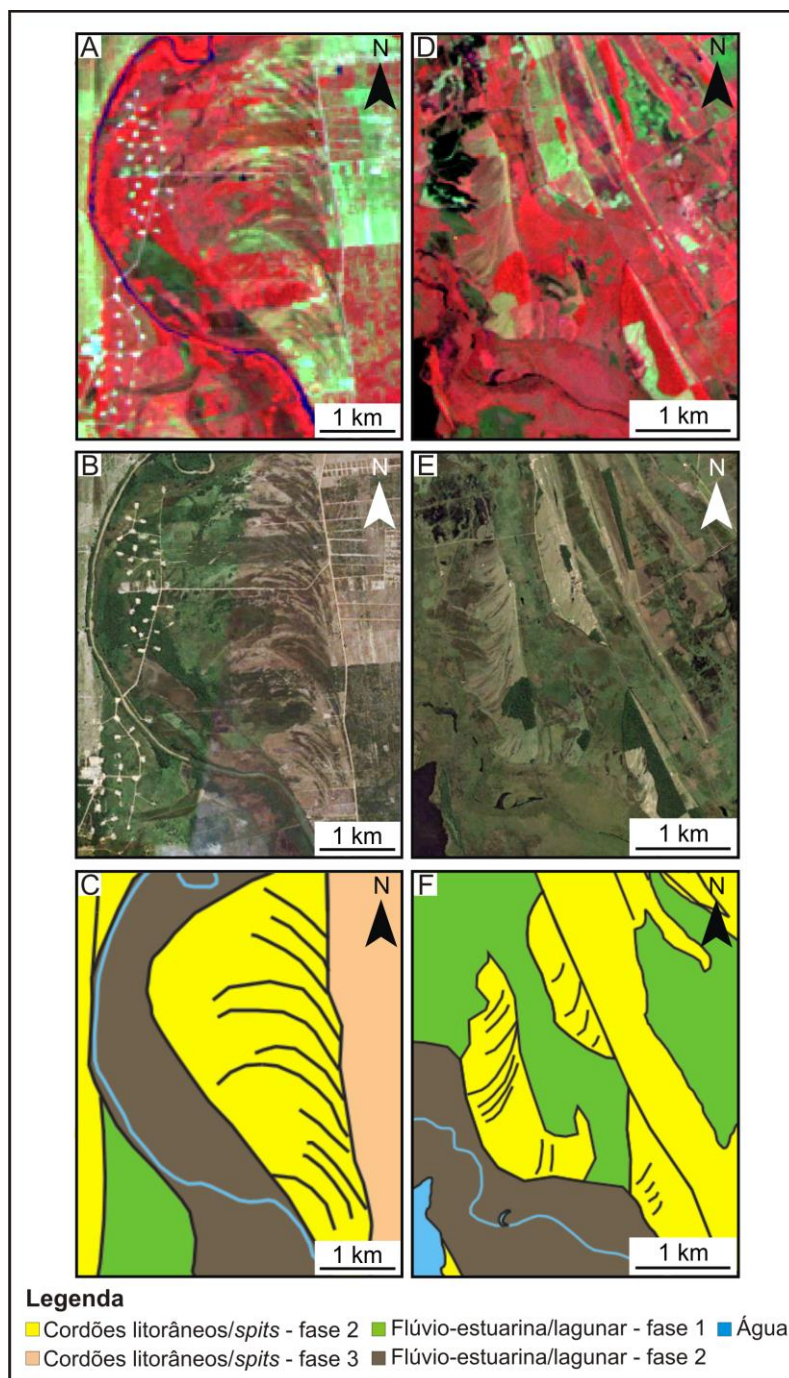 A
N
1 km
D
N
1 km
B
N
1 km
E
N
1 km
C
N
1 km
F
N
1 km
Legenda
Cordões litorâneos/spits - fase 2
Flúvio-estuarina/lagunar - fase 1
Água
Cordões litorâneos/spits - fase 3
Flúvio-estuarina/lagunar - fase 2